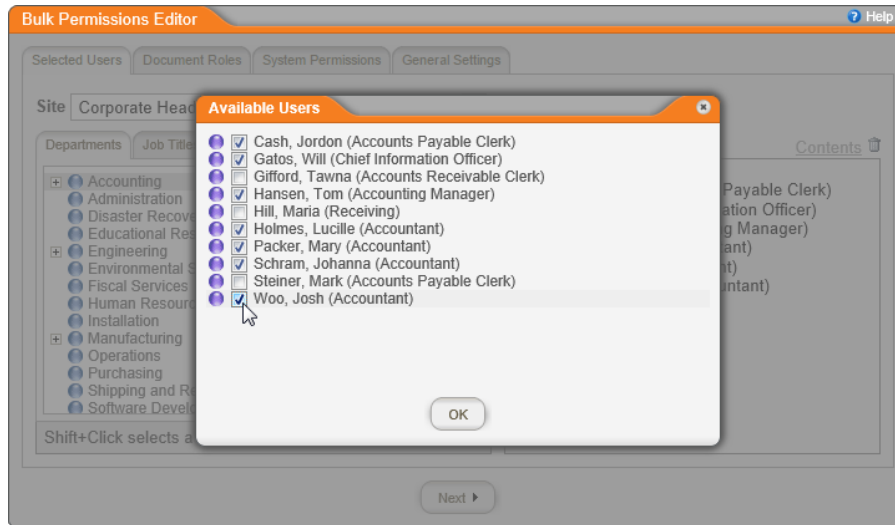 Bulk Permissions Editor
Help
Selected Users
Document Roles
System Permissions
General Settings
Site
Corporate Head
Departments
Job Title
Contents
Accounting
Administration
Disaster Recove
Educational Res
Engineering
Environmental S
Fiscal Services
Human Resourc
Installation
Manufacturing
Operations
Purchasing
Shipping and Re
Software Develo
Shift+Click selects a
Available Users
Cash, Jordon (Accounts Payable Clerk)
Gatos, Will (Chief Information Officer)
Gifford, Tawna (Accounts Receivable Clerk)
Hansen, Tom (Accounting Manager)
Hill, Maria (Receiving)
Holmes, Lucille (Accountant)
Packer, Mary (Accountant)
Schram, Johanna (Accountant)
Steiner, Mark (Accounts Payable Clerk)
Woo, Josh (Accountant)
OK
Payable Clerk)
ation Officer)
g Manager)
ant)
nt)
untant)
Next